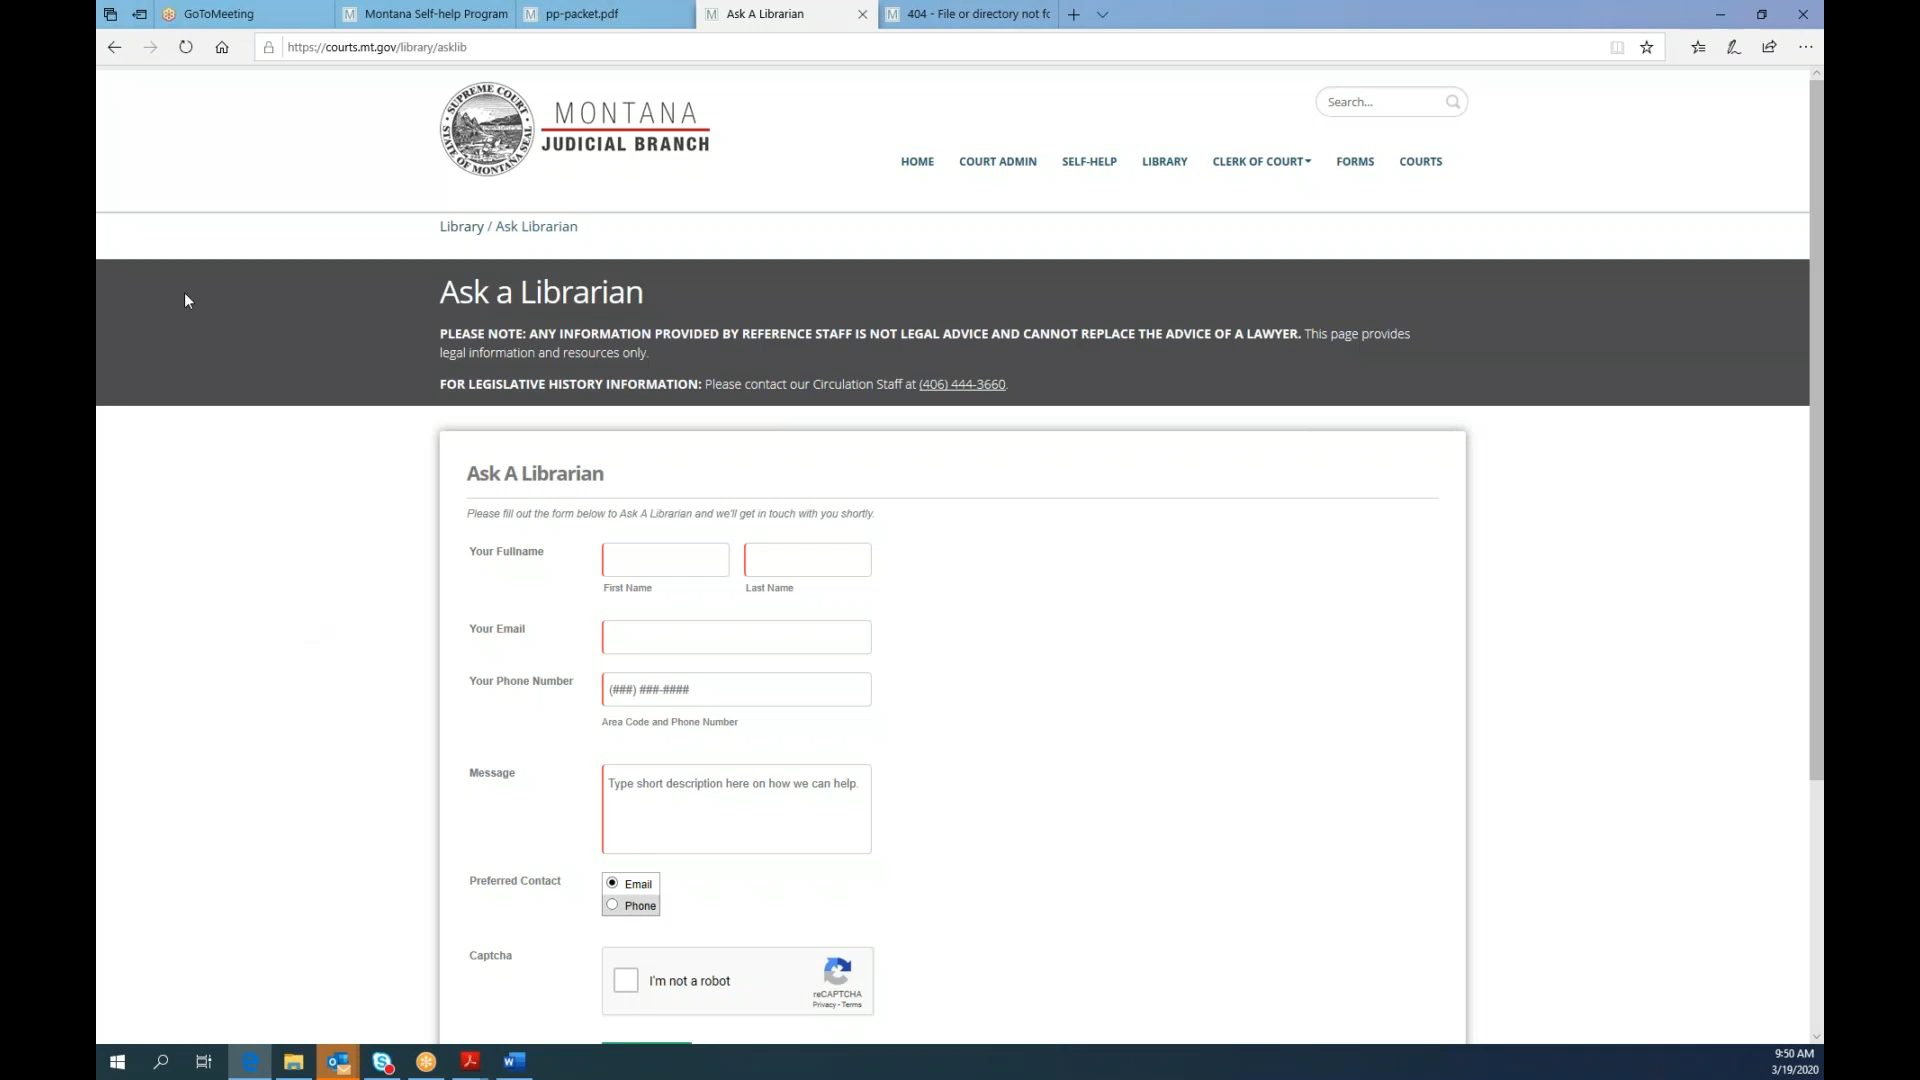 GoToMeeting
Montana Self-help Program
pp-packet.pdf
Ask A Librarian
404 - File or directory not fo
https://courts.mt.gov/library/asklib
SUPREME COURT
STATE OF MONTANA SEAL
MONTANA
JUDICIAL BRANCH
Search...
HOME COURT ADMIN SELF-HELP LIBRARY CLERK OF COURT FORMS COURTS
Library / Ask Librarian
Ask a Librarian
PLEASE NOTE: ANY INFORMATION PROVIDED BY REFERENCE STAFF IS NOT LEGAL ADVICE AND CANNOT REPLACE THE ADVICE OF A LAWYER. This page provides
legal information and resources only.
FOR LEGISLATIVE HISTORY INFORMATION: Please contact our Circulation Staff at (406) 444-3660.
Ask A Librarian
Please fill out the form below to Ask A Librarian and we'll get in touch with you shortly.
Your Fullname
First Name Last Name
Your Email
Your Phone Number (###) ###-####
Area Code and Phone Number
Message Type short description here on how we can help.
Preferred Contact Email
Phone
Captcha
I'm not a robot
reCAPTCHA
Privacy - Terms
9:50 AM
3/19/2020